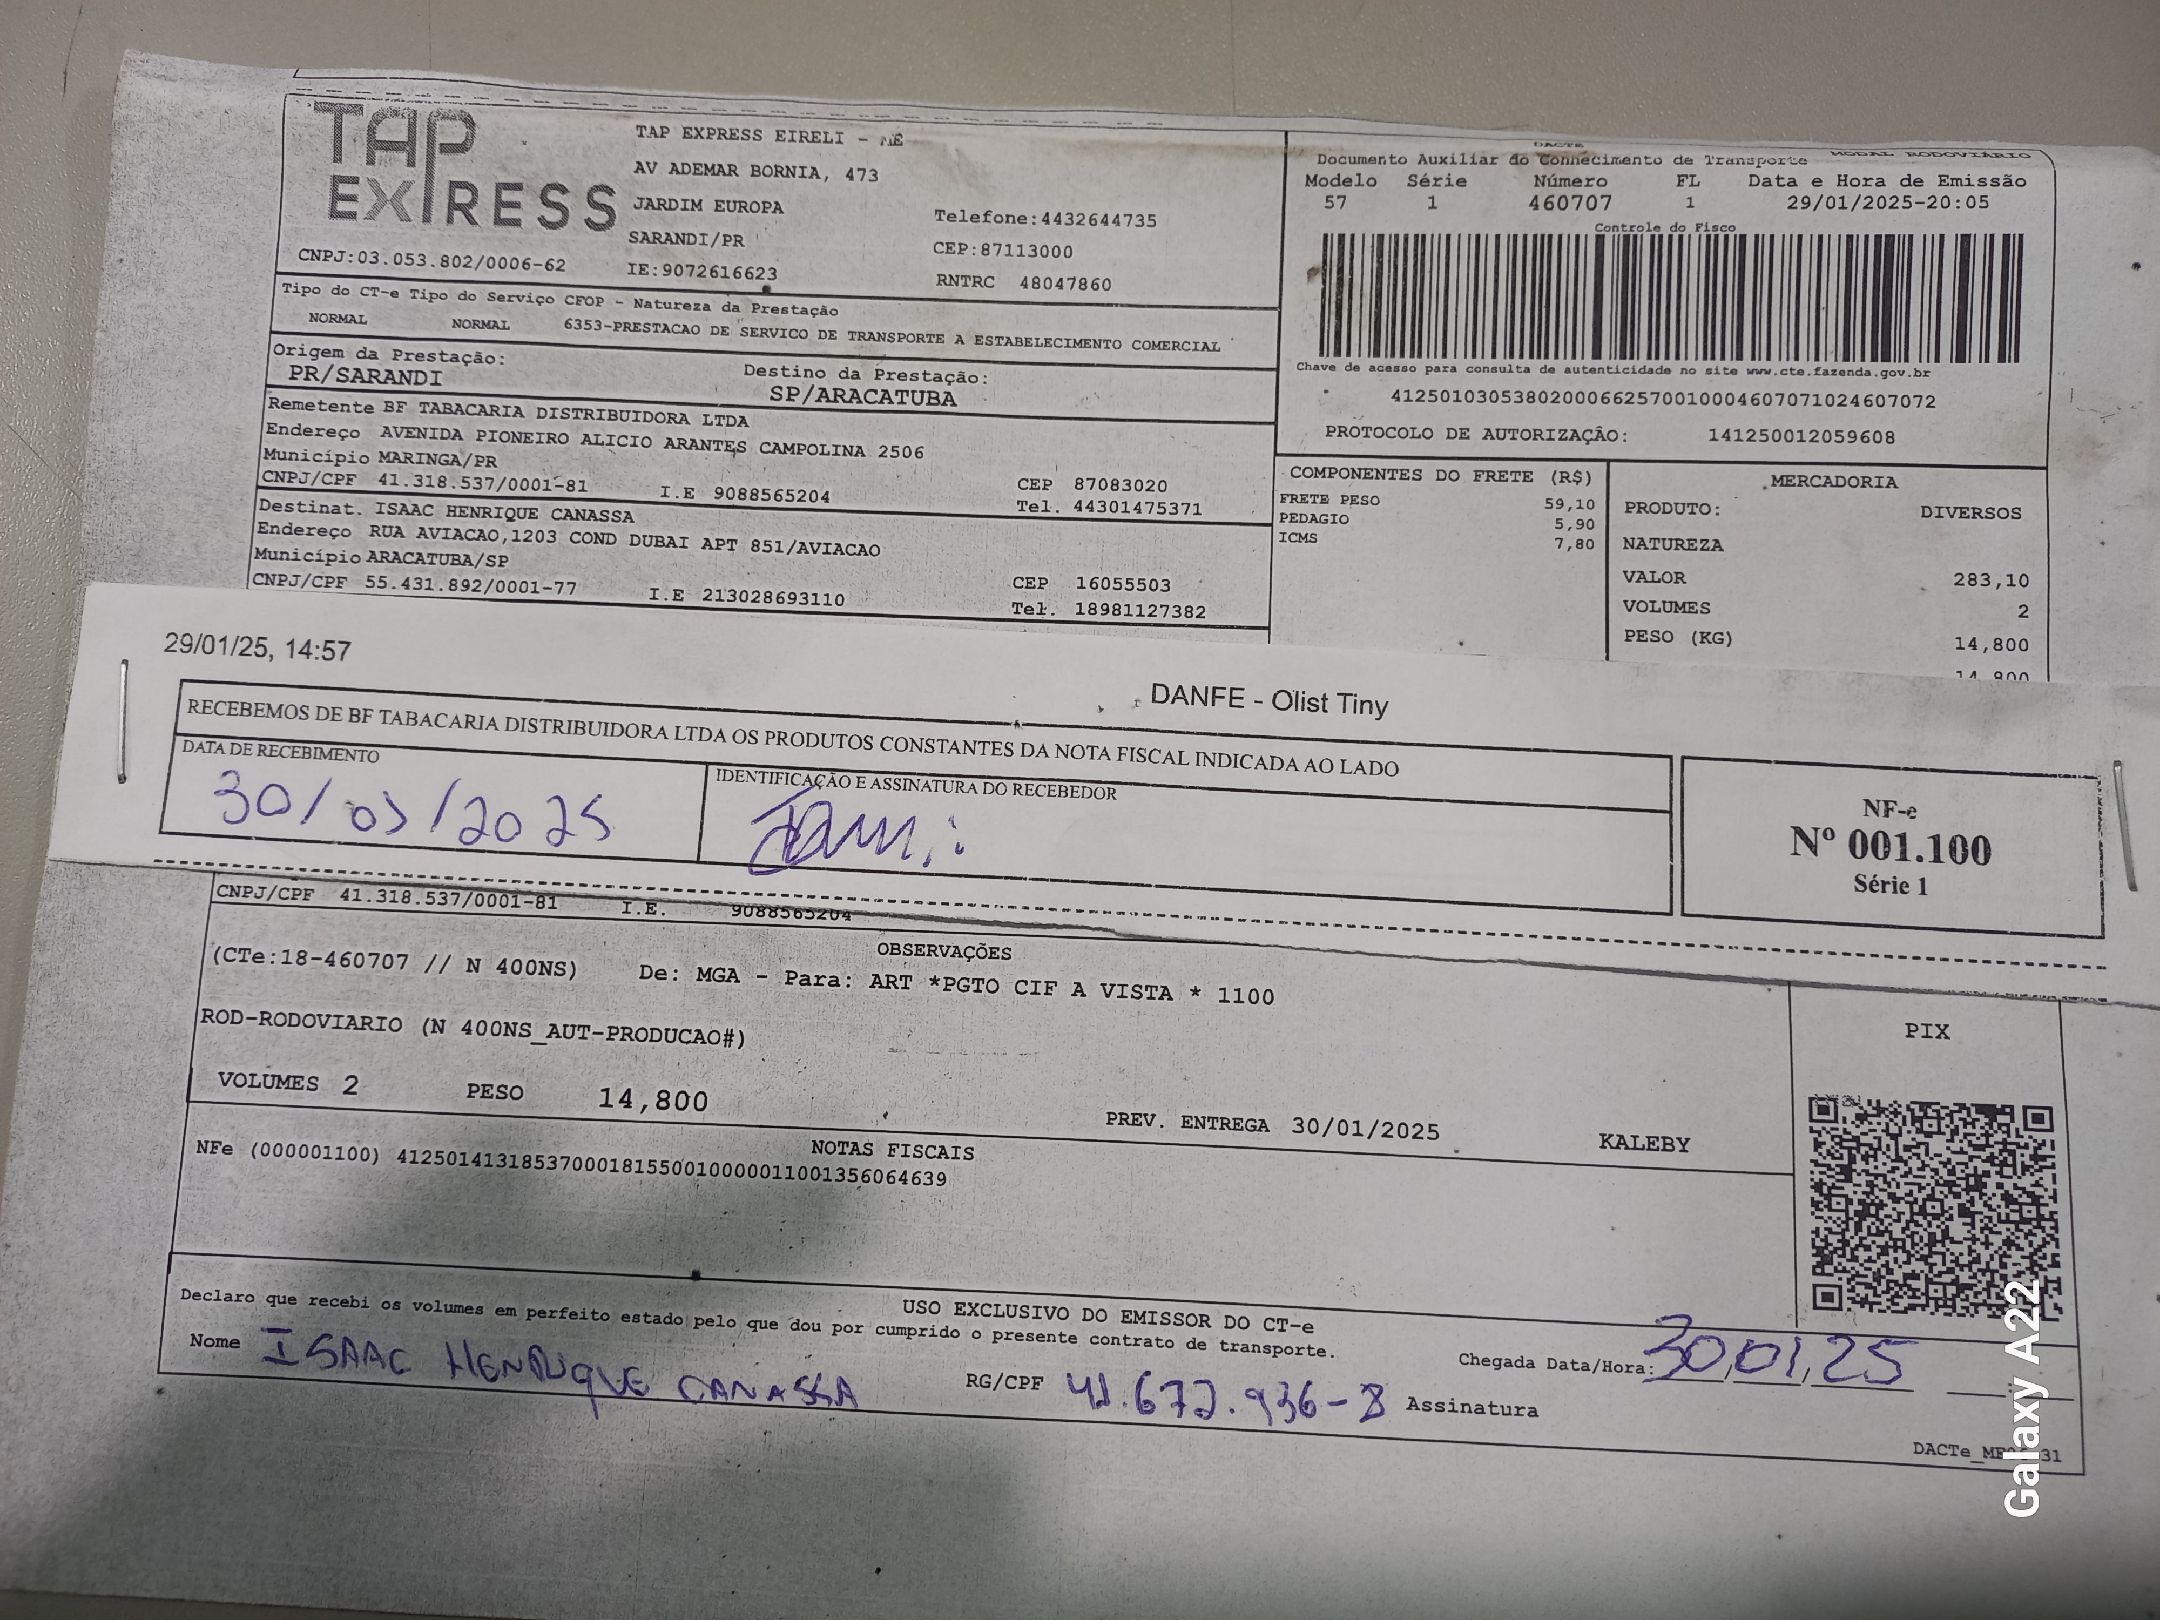 TAP EXPRESS
TAP EXPRESS EIRELI - ME
AV ADEMAR BORNIA, 473
JARDIM EUROPA
SARANDI/PR
IE:9072616623
Telefone:4432644735
CEP:87113000
RNTRC 48047860
CNPJ:03.053.802/0006-62
DACTE
MODAL RODOVIÁRIO
Documento Auxiliar do Conhecimento de Transporte
Modelo Série Número FL Data e Hora de Emissão
57 1 460707 1 29/01/2025-20:05
Controle do Fisco
Chave de acesso para consulta de autenticidade no site www.cte.fazenda.gov.br
41250103053802000662570010004607071024607072
PROTOCOLO DE AUTORIZAÇÃO: 141250012059608
Tipo do CT-e Tipo do Serviço CFOP - Natureza da Prestação
NORMAL NORMAL 6353-PRESTACAO DE SERVICO DE TRANSPORTE A ESTABELECIMENTO COMERCIAL
Origem da Prestação: Destino da Prestação:
PR/SARANDI SP/ARACATUBA
Remetente BF TABACARIA DISTRIBUIDORA LTDA
Endereço AVENIDA PIONEIRO ALICIO ARANTES CAMPOLINA 2506
Município MARINGA/PR CEP 87083020
CNPJ/CPF 41.318.537/0001-81 I.E 9088565204 Tel. 44301475371
Destinat. ISAAC HENRIQUE CANASSA
Endereço RUA AVIACAO,1203 COND DUBAI APT 851/AVIACAO
Município ARACATUBA/SP CEP 16055503
CNPJ/CPF 55.431.892/0001-77 I.E 213028693110 Tel. 18981127382
COMPONENTES DO FRETE (R$)
FRETE PESO 59,10
PEDAGIO 5,90
ICMS 7,80
MERCADORIA
PRODUTO: DIVERSOS
NATUREZA
VALOR 283,10
VOLUMES 2
PESO (KG) 14,800
14,800
29/01/25, 14:57
DANFE - Olist Tiny
RECEBEMOS DE BF TABACARIA DISTRIBUIDORA LTDA OS PRODUTOS CONSTANTES DA NOTA FISCAL INDICADA AO LADO
DATA DE RECEBIMENTO
30/01/2025
IDENTIFICAÇÃO E ASSINATURA DO RECEBEDOR
NF-e
Nº 001.100
Série 1
CNPJ/CPF 41.318.537/0001-81 I.E. 9088565204
OBSERVAÇÕES
(CTe:18-460707 // N 400NS) De: MGA - Para: ART *PGTO CIF A VISTA * 1100
ROD-RODOVIARIO (N 400NS_AUT-PRODUCAO#)
VOLUMES 2 PESO 14,800
PREV. ENTREGA 30/01/2025 KALEBY
PIX
NOTAS FISCAIS
NFe (000001100) 41250141318537000181550010000011001356064639
USO EXCLUSIVO DO EMISSOR DO CT-e
Declaro que recebi os volumes em perfeito estado pelo que dou por cumprido o presente contrato de transporte.
Nome ISAAC HENRIQUE CANASSA RG/CPF 41.672.936-8 Assinatura
Chegada Data/Hora: 30,01,25
Galaxy A22